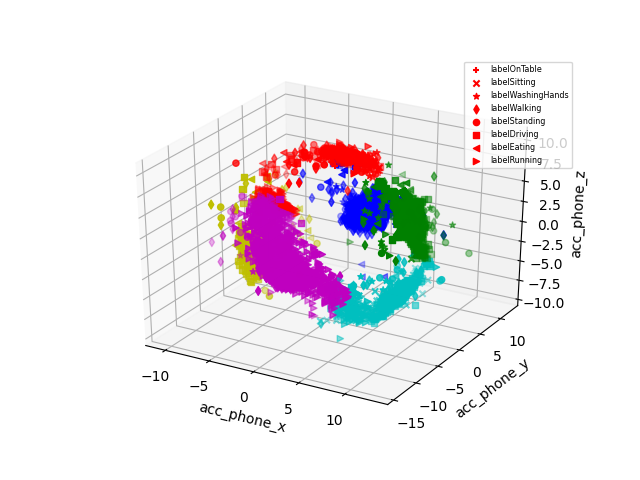 labelOnTable
labelSitting
labelWashingHands
labelWalking
labelStanding
labelDriving
labelEating
labelRunning
10.0
7.5
5.0
2.5
0.0
−2.5
−5.0
−7.5
−10.0
acc_phone_z
10
5
0
−5
−10
−15
acc_phone_y
−10
−5
0
5
10
acc_phone_x